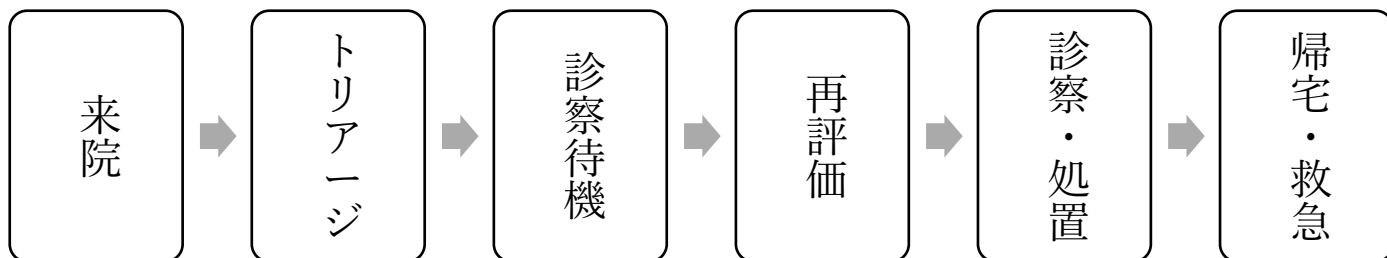 来院
トリアージ
診察待機
再評価
診察・処置
帰宅・救急